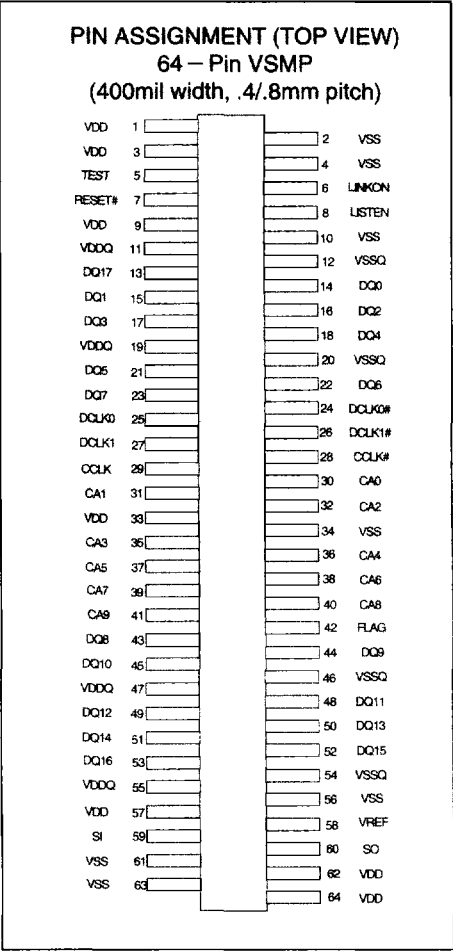 PIN ASSIGNMENT (TOP VIEW)
64 – Pin VSMP
(400mil width, .4/.8mm pitch)
VDD 1
2 VSS
VDD 3
4 VSS
TEST 5
6 LINKON
RESET# 7
8 LISTEN
VDD 9
10 VSS
VDDQ 11
12 VSSQ
DQ17 13
14 DQ0
DQ1 15
16 DQ2
DQ3 17
18 DQ4
VDDQ 19
20 VSSQ
DQ5 21
22 DQ6
DQ7 23
24 DCLK0#
DCLK0 25
26 DCLK1#
DCLK1 27
28 CCLK#
CCLK 29
30 CA0
CA1 31
32 CA2
VDD 33
34 VSS
CA3 35
36 CA4
CA5 37
38 CA6
CA7 39
40 CA8
CA9 41
42 FLAG
DQ8 43
44 DQ9
DQ10 45
46 VSSQ
VDDQ 47
48 DQ11
DQ12 49
50 DQ13
DQ14 51
52 DQ15
DQ16 53
54 VSSQ
VDDQ 55
56 VSS
VDD 57
58 VREF
SI 59
60 SO
VSS 61
62 VDD
VSS 63
64 VDD